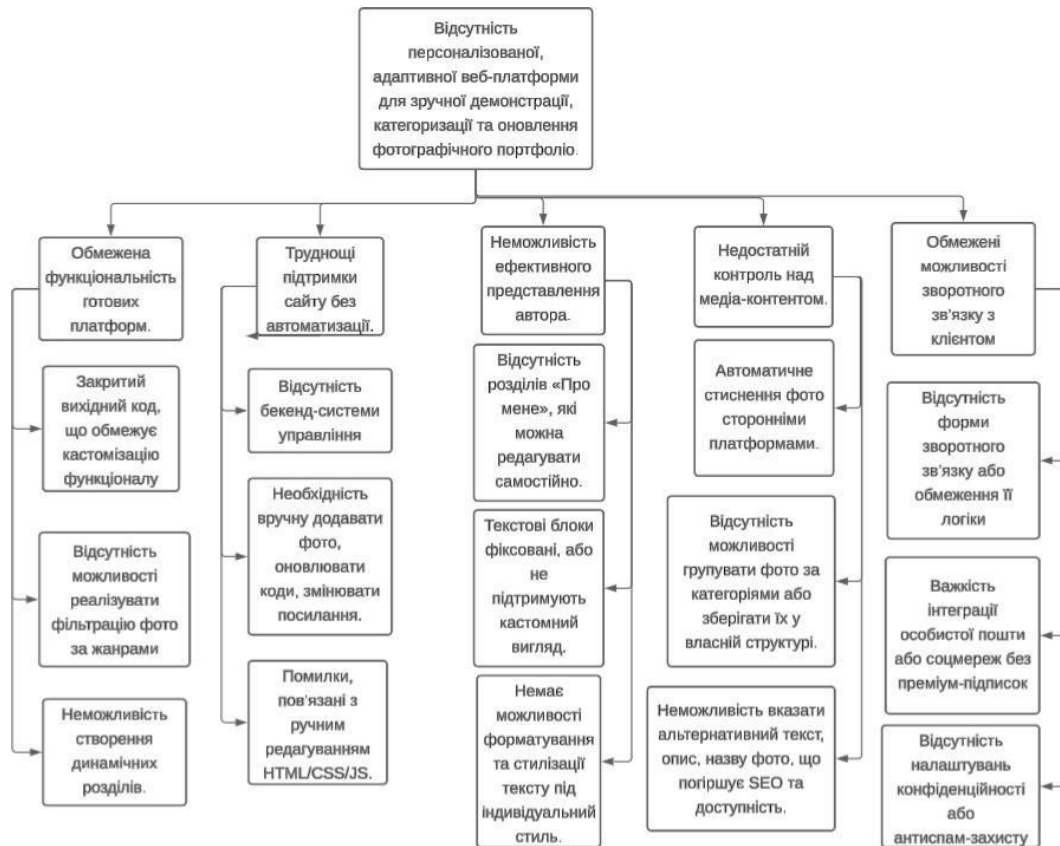 Відсутність
персоналізованої,
адаптивної веб-платформи
для зручної демонстрації,
категоризації та оновлення
фотографічного портфоліо.
Обмежена
функціональність
готових
платформ.
Закритий
вихідний код,
що обмежує
кастомізацію
функціоналу
Відсутність
можливості
реалізувати
фільтрацію фото
за жанрами
Неможливість
створення
динамічних
розділів.
Труднощі
підтримки
сайту без
автоматизації.
Відсутність
бекенд-системи
управління
Необхідність
вручну додавати
фото,
оновлювати
коди, змінювати
посилання.
Помилки,
пов’язані з
ручним
редагуванням
HTML/CSS/JS.
Неможливість
ефективного
представлення
автора.
Відсутність
розділів «Про
мене», які
можна
редагувати
самостійно.
Текстові блоки
фіксовані, або
не
підтримують
кастомний
вигляд.
Немає
можливості
форматування
та стилізації
тексту під
індивідуальний
стиль.
Недостатній
контроль над
медіа-контентом.
Автоматичне
стиснення фото
сторонніми
платформами.
Відсутність
можливості
групувати фото за
категоріями або
зберігати їх у
власній структурі.
Неможливість вказати
альтернативний текст,
опис, назву фото, що
погіршує SEO та
доступність.
Обмежені
можливості
зворотного
зв’язку з
клієнтом
Відсутність
форми
зворотного
зв’язку або
обмеження її
логіки
Важкість
інтеграції
особистої пошти
або соцмереж без
преміум-підписок
Відсутність
налаштувань
конфіденційності
або
антиспам-захисту